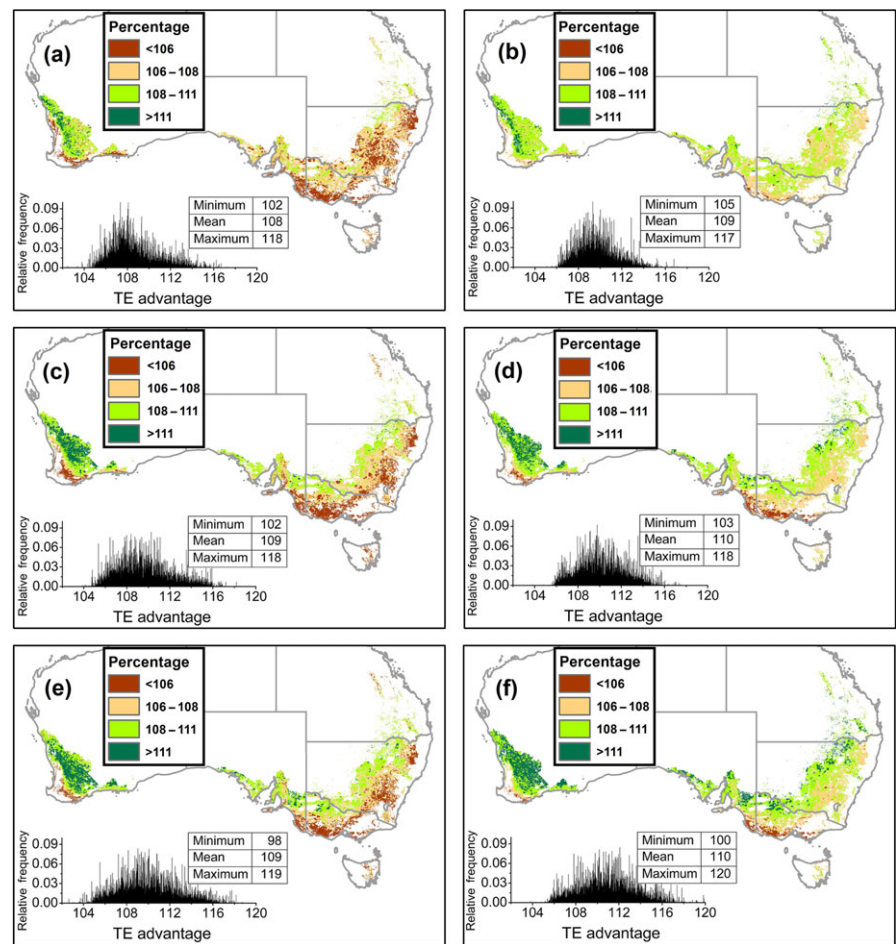 (a)
Percentage
<106
106 – 108
108 – 111
>111
Minimum 102
Mean 108
Maximum 118
Relative frequency
0.09
0.06
0.03
0.00
104 108 112 116 120
TE advantage
(b)
Percentage
<106
106 – 108
108 – 111
>111
Minimum 105
Mean 109
Maximum 117
Relative frequency
0.09
0.06
0.03
0.00
104 108 112 116 120
TE advantage
(c)
Percentage
<106
106 – 108
108 – 111
>111
Minimum 102
Mean 109
Maximum 118
Relative frequency
0.09
0.06
0.03
0.00
104 108 112 116 120
TE advantage
(d)
Percentage
<106
106 – 108
108 – 111
>111
Minimum 103
Mean 110
Maximum 118
Relative frequency
0.09
0.06
0.03
0.00
104 108 112 116 120
TE advantage
(e)
Percentage
<106
106 – 108
108 – 111
>111
Minimum 98
Mean 109
Maximum 119
Relative frequency
0.09
0.06
0.03
0.00
104 108 112 116 120
TE advantage
(f)
Percentage
<106
106 – 108
108 – 111
>111
Minimum 100
Mean 110
Maximum 120
Relative frequency
0.09
0.06
0.03
0.00
104 108 112 116 120
TE advantage